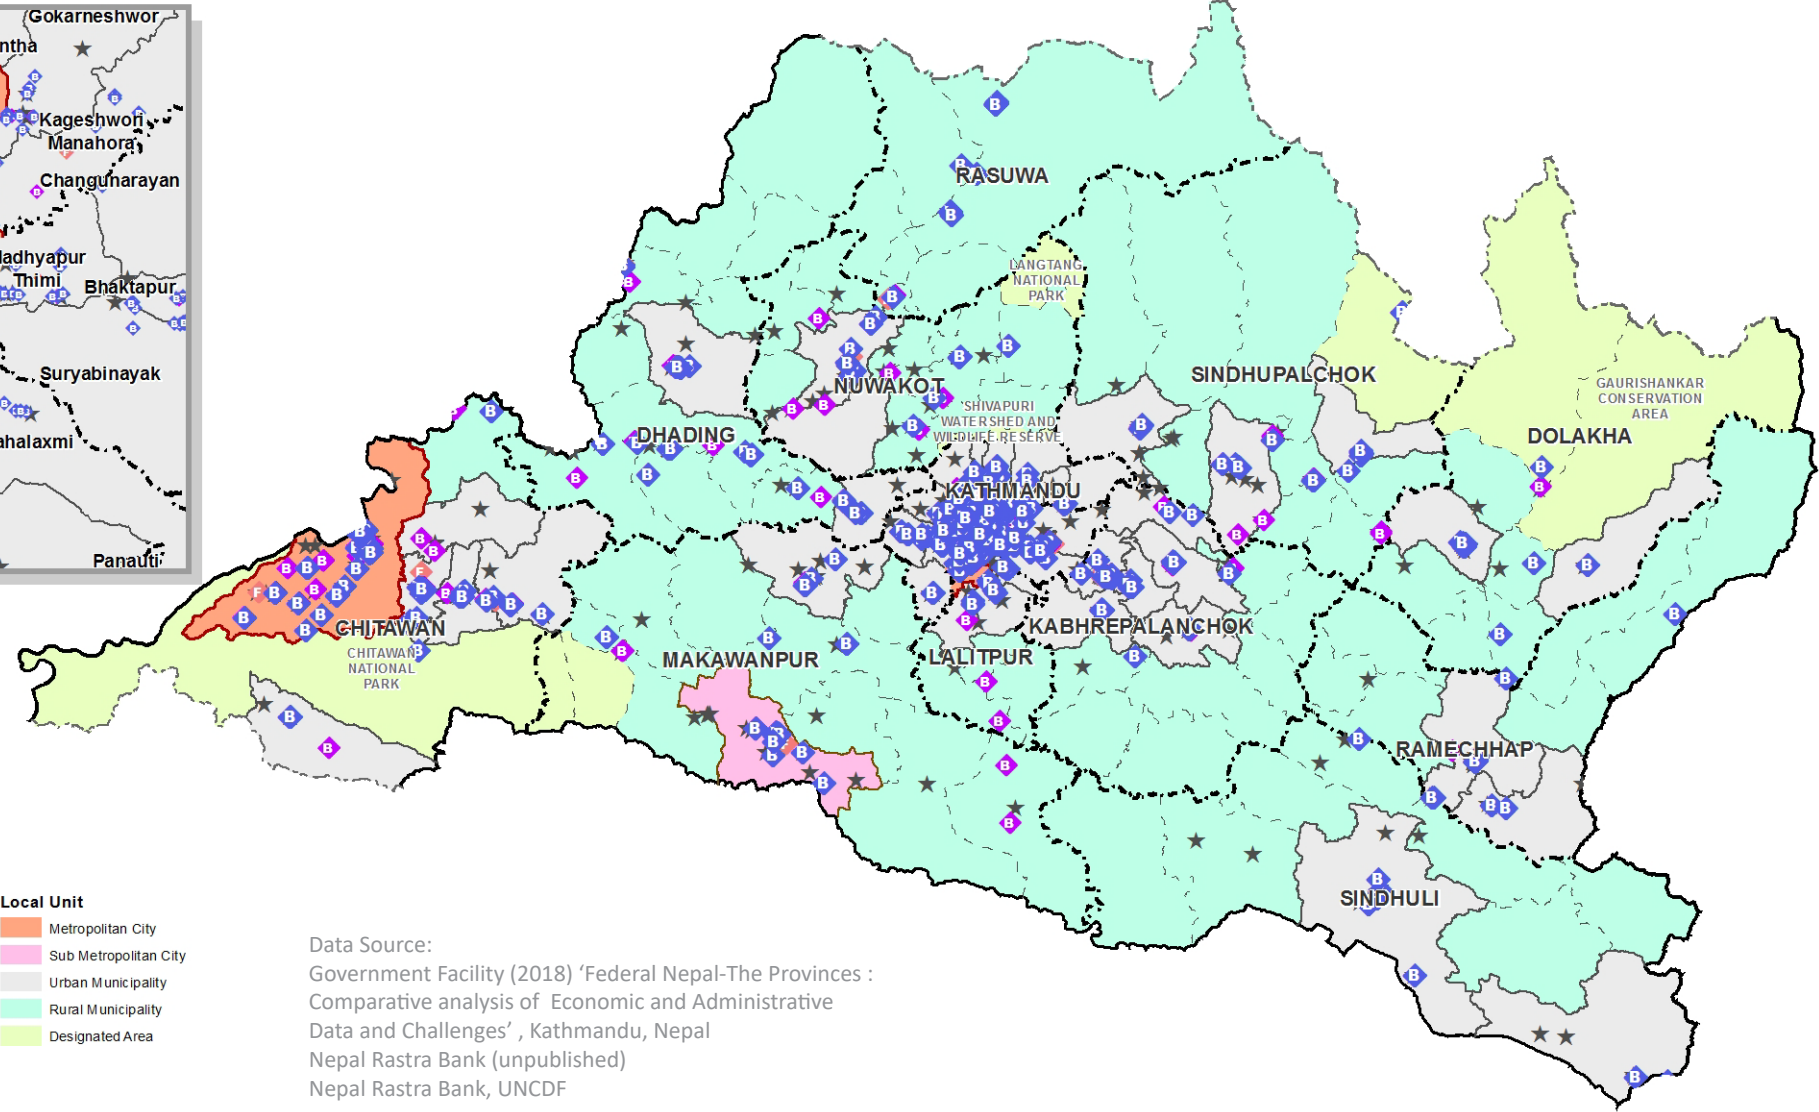 Gokarneshwor
ntha
Kageshwori
Manahora
Changunarayan
ladhyapur
Thimi
Bhaktapur
Suryabinayak
ahalaxmi
Panauti
RASUWA
LANGTANG
NATIONAL
PARK
SINDHUPALCHOK
NUWAKOT
GAURISHANKAR
CONSERVATION
AREA
SHIVAPURI
WATERSHED AND
WILDLIFE RESERVE
DHADING
DOLAKHA
KATHMANDU
CHITAWAN
CHITAWAN
NATIONAL
PARK
KABHREPALANCHOK
MAKAWANPUR
LALITPUR
RAMECHHAP
SINDHULI
Local Unit
Metropolitan City
Sub Metropolitan City
Urban Municipality
Rural Municipality
Designated Area
Data Source:
Government Facility (2018) ‘Federal Nepal-The Provinces :
Comparative analysis of Economic and Administrative
Data and Challenges’ , Kathmandu, Nepal
Nepal Rastra Bank (unpublished)
Nepal Rastra Bank, UNCDF